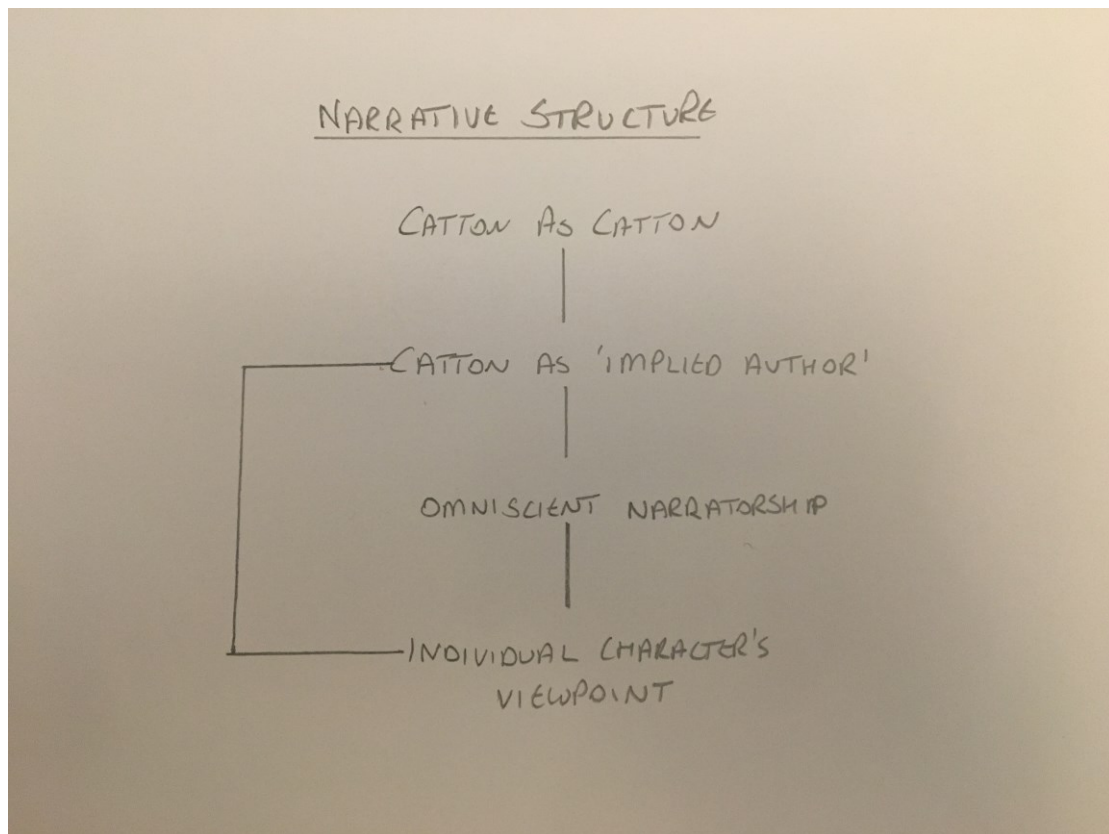 NARRATIVE STRUCTURE
CATTON AS CATTON
CATTON AS 'IMPLIED AUTHOR'
OMNISCIENT NARRATORSHIP
INDIVIDUAL CHARACTER'S
VIEWPOINT